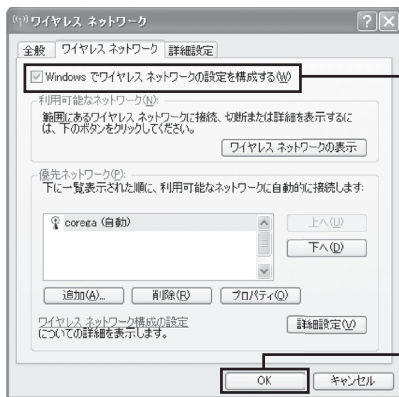 ワイヤレス ネットワーク
全般
ワイヤレス ネットワーク
詳細設定
Windows でワイヤレス ネットワークの設定を構成する(W)
利用可能なネットワーク(N):
範囲にあるワイヤレス ネットワークに接続、切断または詳細を表示するに
は、下のボタンをクリックしてください。
ワイヤレス ネットワークの表示
優先ネットワーク(P):
下に一覧表示された順に、利用可能なネットワークに自動的に接続します:
corega (自動)
上へ(U)
下へ(D)
追加(A)...
削除(R)
プロパティ(O)
ワイヤレス ネットワーク構成の設定
についての詳細を表示します。
詳細設定(V)
OK
キャンセル